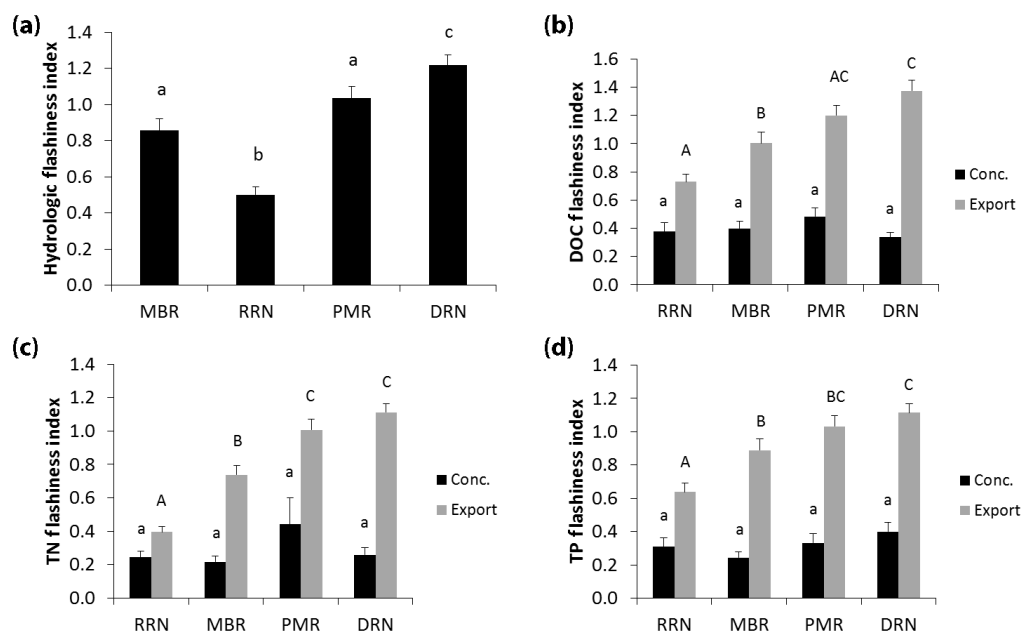 (a)
Hydrologic flashiness index
1.4
1.2
1.0
0.8
0.6
0.4
0.2
0.0
a
b
a
c
MBR RRN PMR DRN
(b)
DOC flashiness index
1.6
1.4
1.2
1.0
0.8
0.6
0.4
0.2
0.0
A
B
AC
C
a
a
a
a
RRN MBR PMR DRN
Conc.
Export
(c)
TN flashiness index
1.4
1.2
1.0
0.8
0.6
0.4
0.2
0.0
A
B
C
C
a
a
a
a
RRN MBR PMR DRN
Conc.
Export
(d)
TP flashiness index
1.4
1.2
1.0
0.8
0.6
0.4
0.2
0.0
A
B
BC
C
a
a
a
a
RRN MBR PMR DRN
Conc.
Export